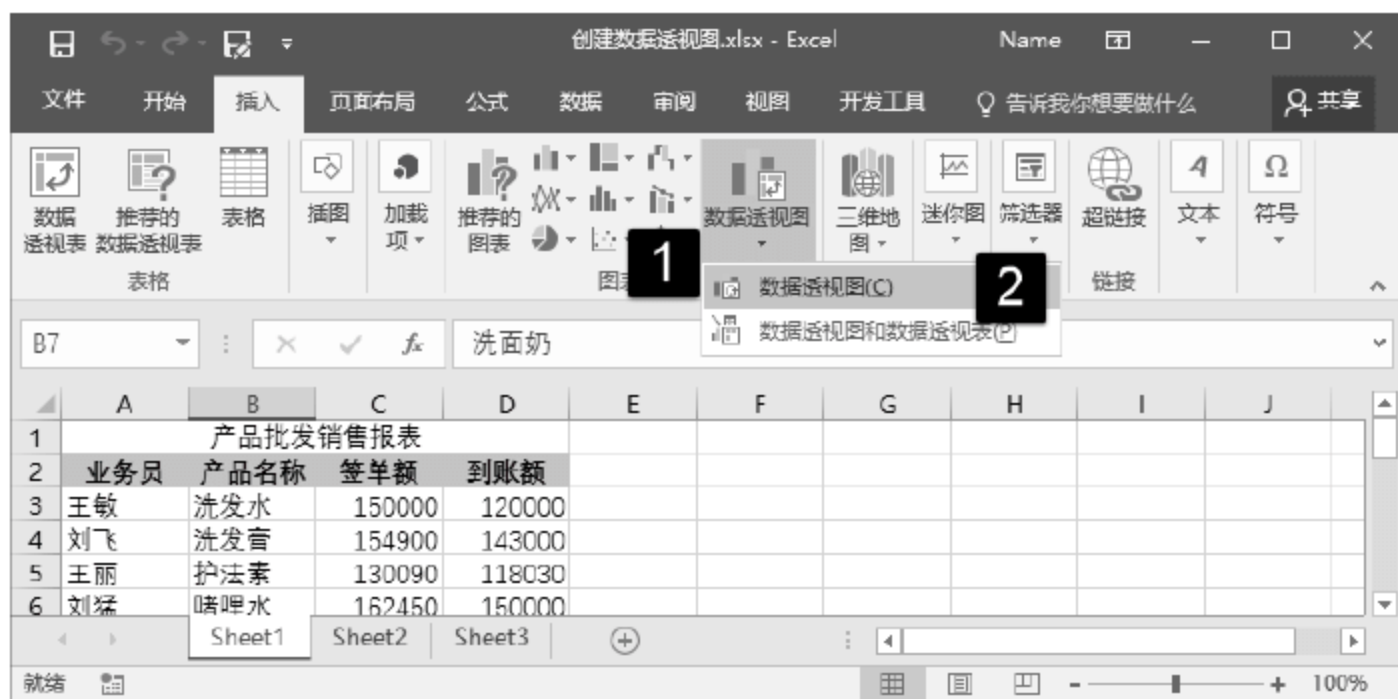 创建数据透视图.xlsx - Excel Name
文件 开始 插入 页面布局 公式 数据 审阅 视图 开发工具 告诉我你想要做什么 共享
数据透视表 推荐的数据透视表 表格 插图 加载项 推荐的图表 数据透视图 三维地图 迷你图 筛选器 超链接 文本 符号
表格 链接
1
数据透视图(C) 2
数据透视图和数据透视表(P)
B7 fx 洗面奶
A B C D E F G H I J
1 产品批发销售报表
2 业务员 产品名称 签单额 到账额
3 王敏 洗发水 150000 120000
4 刘飞 洗发膏 154900 143000
5 王丽 护法素 130090 118030
6 刘猛 啫哩水 162450 150000
Sheet1 Sheet2 Sheet3
就绪 100%